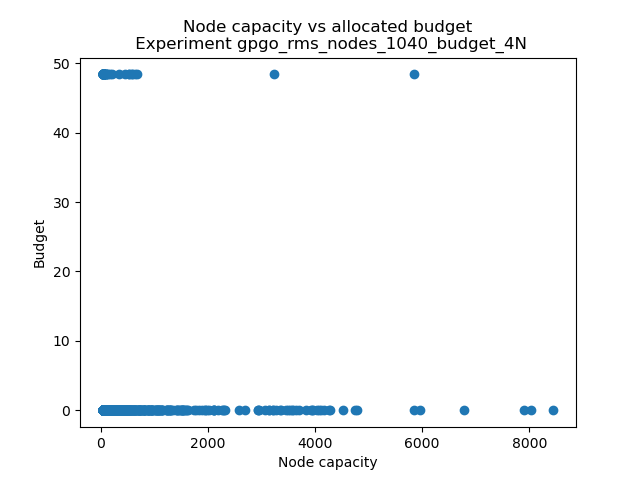 Node capacity vs allocated budget
Experiment gpgo_rms_nodes_1040_budget_4N
50
40
30
20
10
0
Budget
0 2000 4000 6000 8000
Node capacity